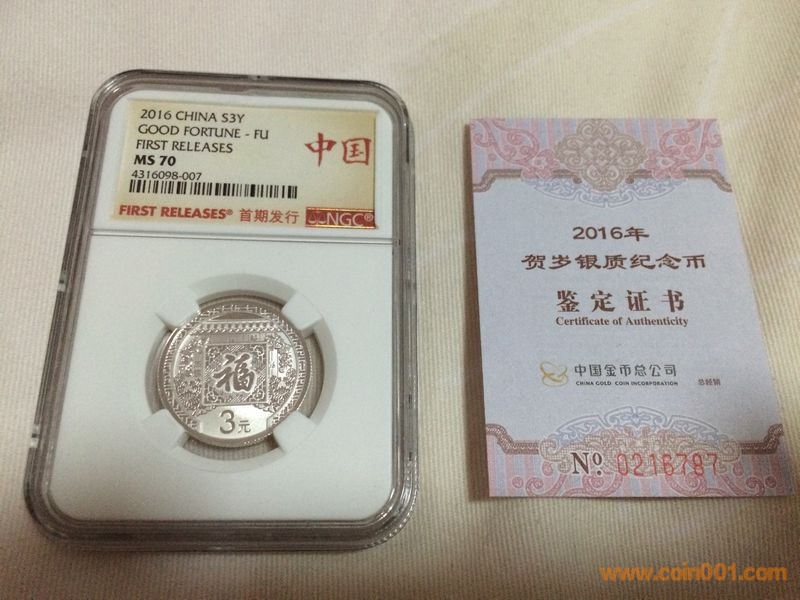 2016 CHINA S3Y
GOOD FORTUNE - FU
FIRST RELEASES
MS 70
4316098-007
中国
FIRST RELEASES® 首期发行 NGC®
福
3元
2016年
贺岁银质纪念币
鉴定证书
Certificate of Authenticity
中国金币总公司
CHINA GOLD COIN INCORPORATION
总经销
No. 0216787
www.coin001.com